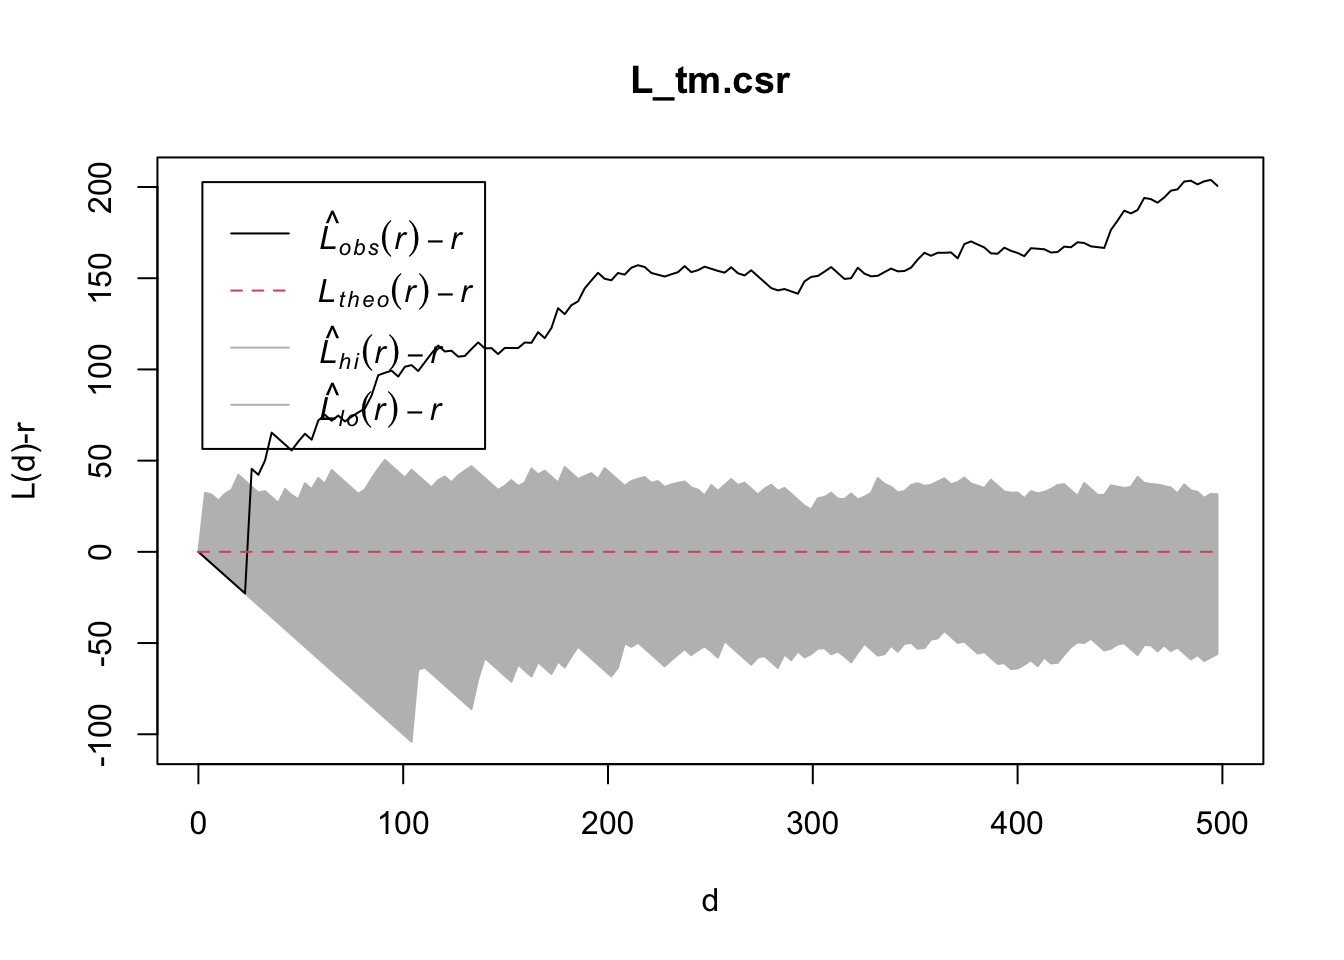 L_tm.csr
L(d)-r
200
150
100
50
0
-50
-100
L̂obs(r) − r
Ltheo(r) − r
L̂hi(r) − r
L̂lo(r) − r
0 100 200 300 400 500
d